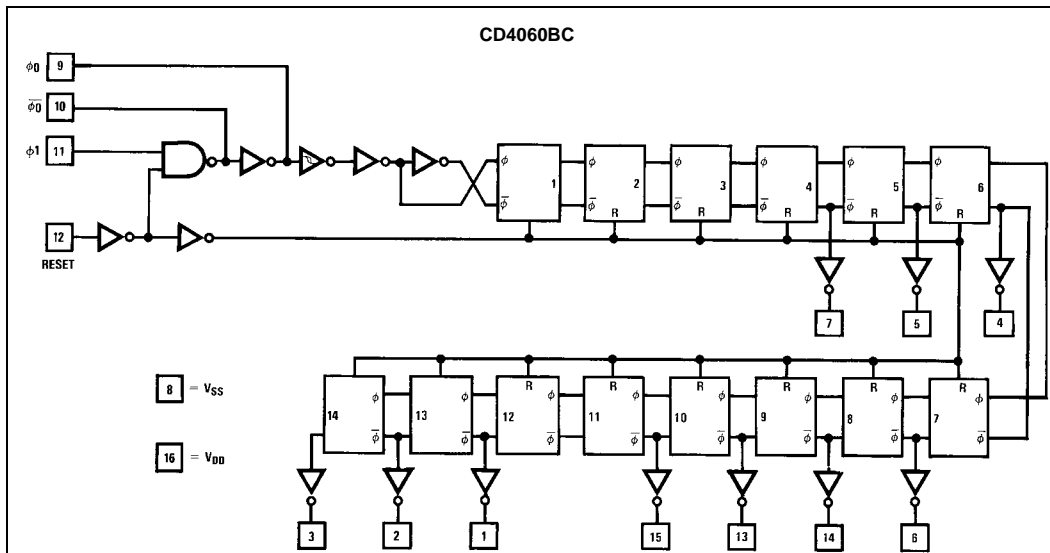 CD4060BC
ϕ0 9
ϕ̅0̅ 10
ϕ1 11
12
RESET
ϕ ϕ̅ 1
ϕ ϕ̅ 2 R
ϕ ϕ̅ 3 R
ϕ ϕ̅ 4 R
ϕ ϕ̅ 5 R
ϕ ϕ̅ 6 R
7 5 4
8 = VSS
16 = VDD
14 ϕ ϕ̅
13 ϕ ϕ̅
12 R ϕ ϕ̅
11 R ϕ ϕ̅
10 R ϕ ϕ̅
9 R ϕ ϕ̅
8 R ϕ ϕ̅
7 R ϕ ϕ̅
3 2 1 15 13 14 6